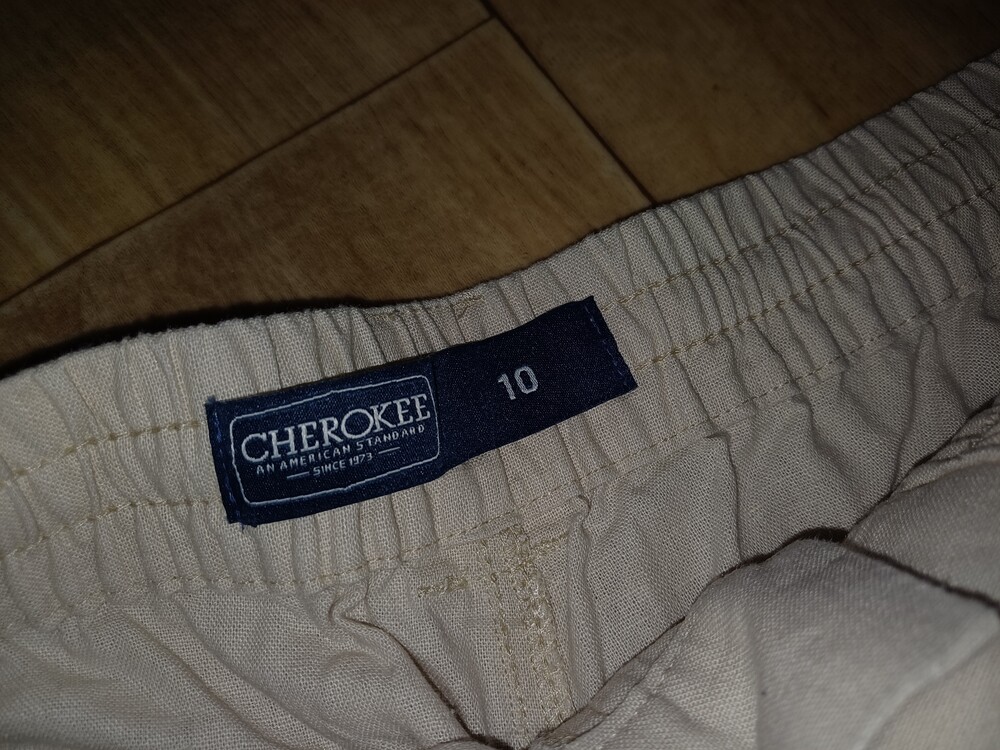 CHEROKEE
AN AMERICAN STANDARD
SINCE 1973
10